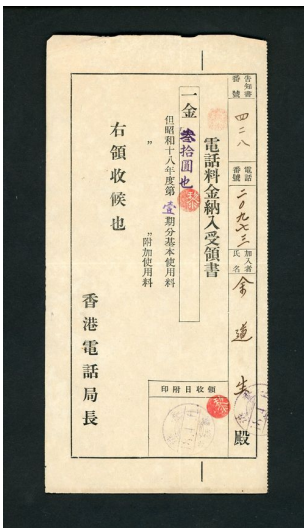 告知書番號 四二八 電話番號 二〇九七三 加入者氏名 余道生殿
電話料金納入受領書
一金 叁拾圓也
但昭和十八年度第壹期分基本使用料
〃 〃附加使用料
右領收候也
香港電話局長
領收日附印